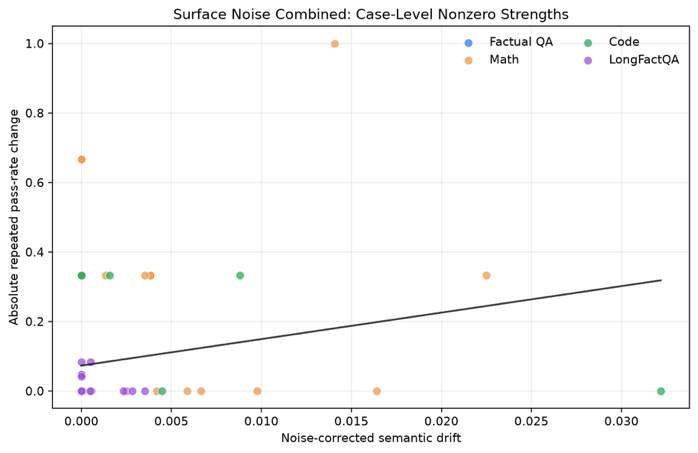 Surface Noise Combined: Case-Level Nonzero Strengths
Factual QA
Math
Code
LongFactQA
Absolute repeated pass-rate change
1.0
0.8
0.6
0.4
0.2
0.0
0.000 0.005 0.010 0.015 0.020 0.025 0.030
Noise-corrected semantic drift